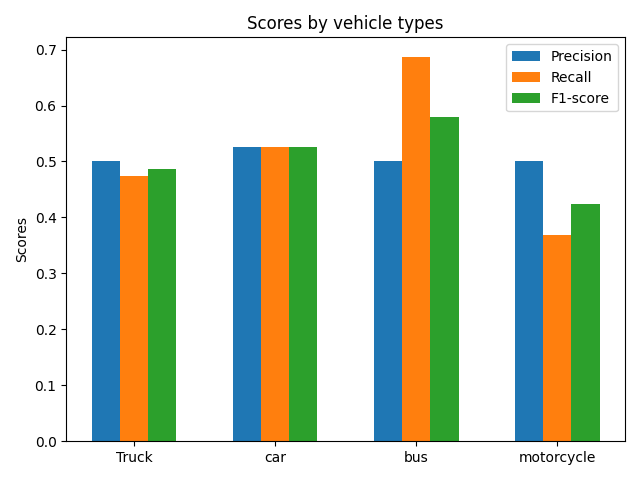 Scores by vehicle types
Precision
Recall
F1-score
Scores
0.7
0.6
0.5
0.4
0.3
0.2
0.1
0.0
Truck car bus motorcycle